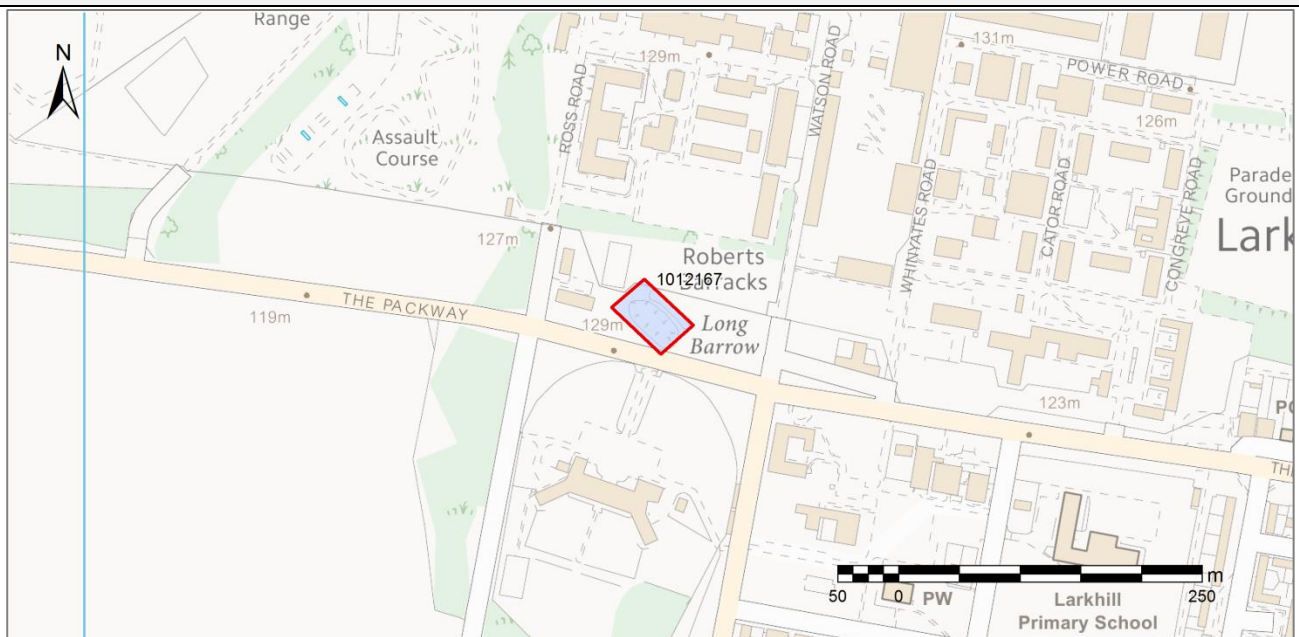 Range
N
129m
131m
POWER ROAD
WATSON ROAD
ROSS ROAD
Assault
Course
126m
WHINYATES ROAD
CATOR ROAD
CONGREVE ROAD
Parade
Ground
Lark
127m
Roberts
Barracks
1012167
THE PACKWAY
119m
129m
Long
Barrow
123m
PO
TH
m
50
0
250
PW
Larkhill
Primary School